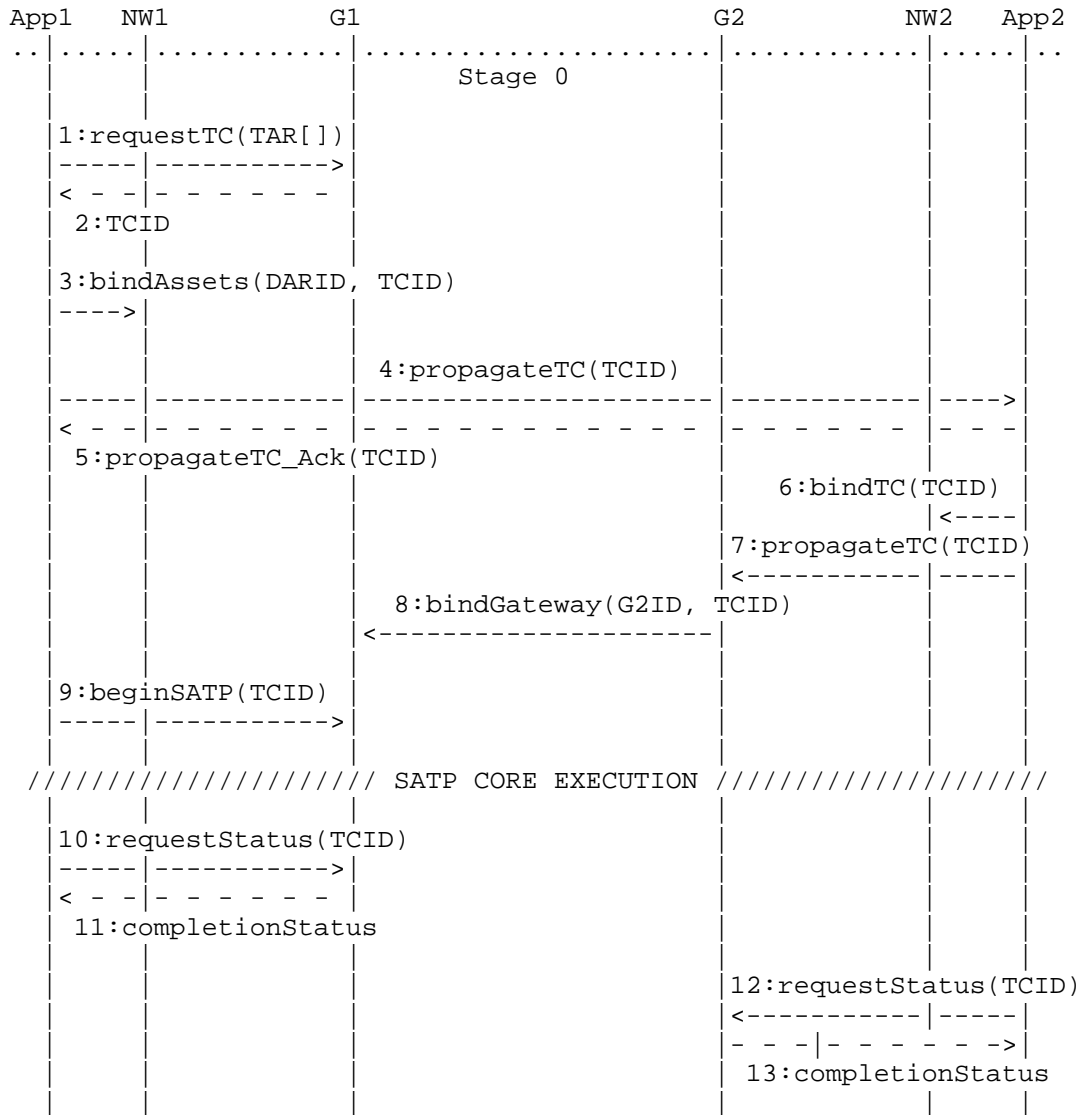 App1 NW1 G1 G2 NW2 App2
Stage 0
1:requestTC(TAR[])
2:TCID
3:bindAssets(DARID, TCID)
4:propagateTC(TCID)
5:propagateTC_Ack(TCID)
6:bindTC(TCID)
7:propagateTC(TCID)
8:bindGateway(G2ID, TCID)
9:beginSATP(TCID)
////////////////////// SATP CORE EXECUTION /////////////////////
10:requestStatus(TCID)
11:completionStatus
12:requestStatus(TCID)
13:completionStatus